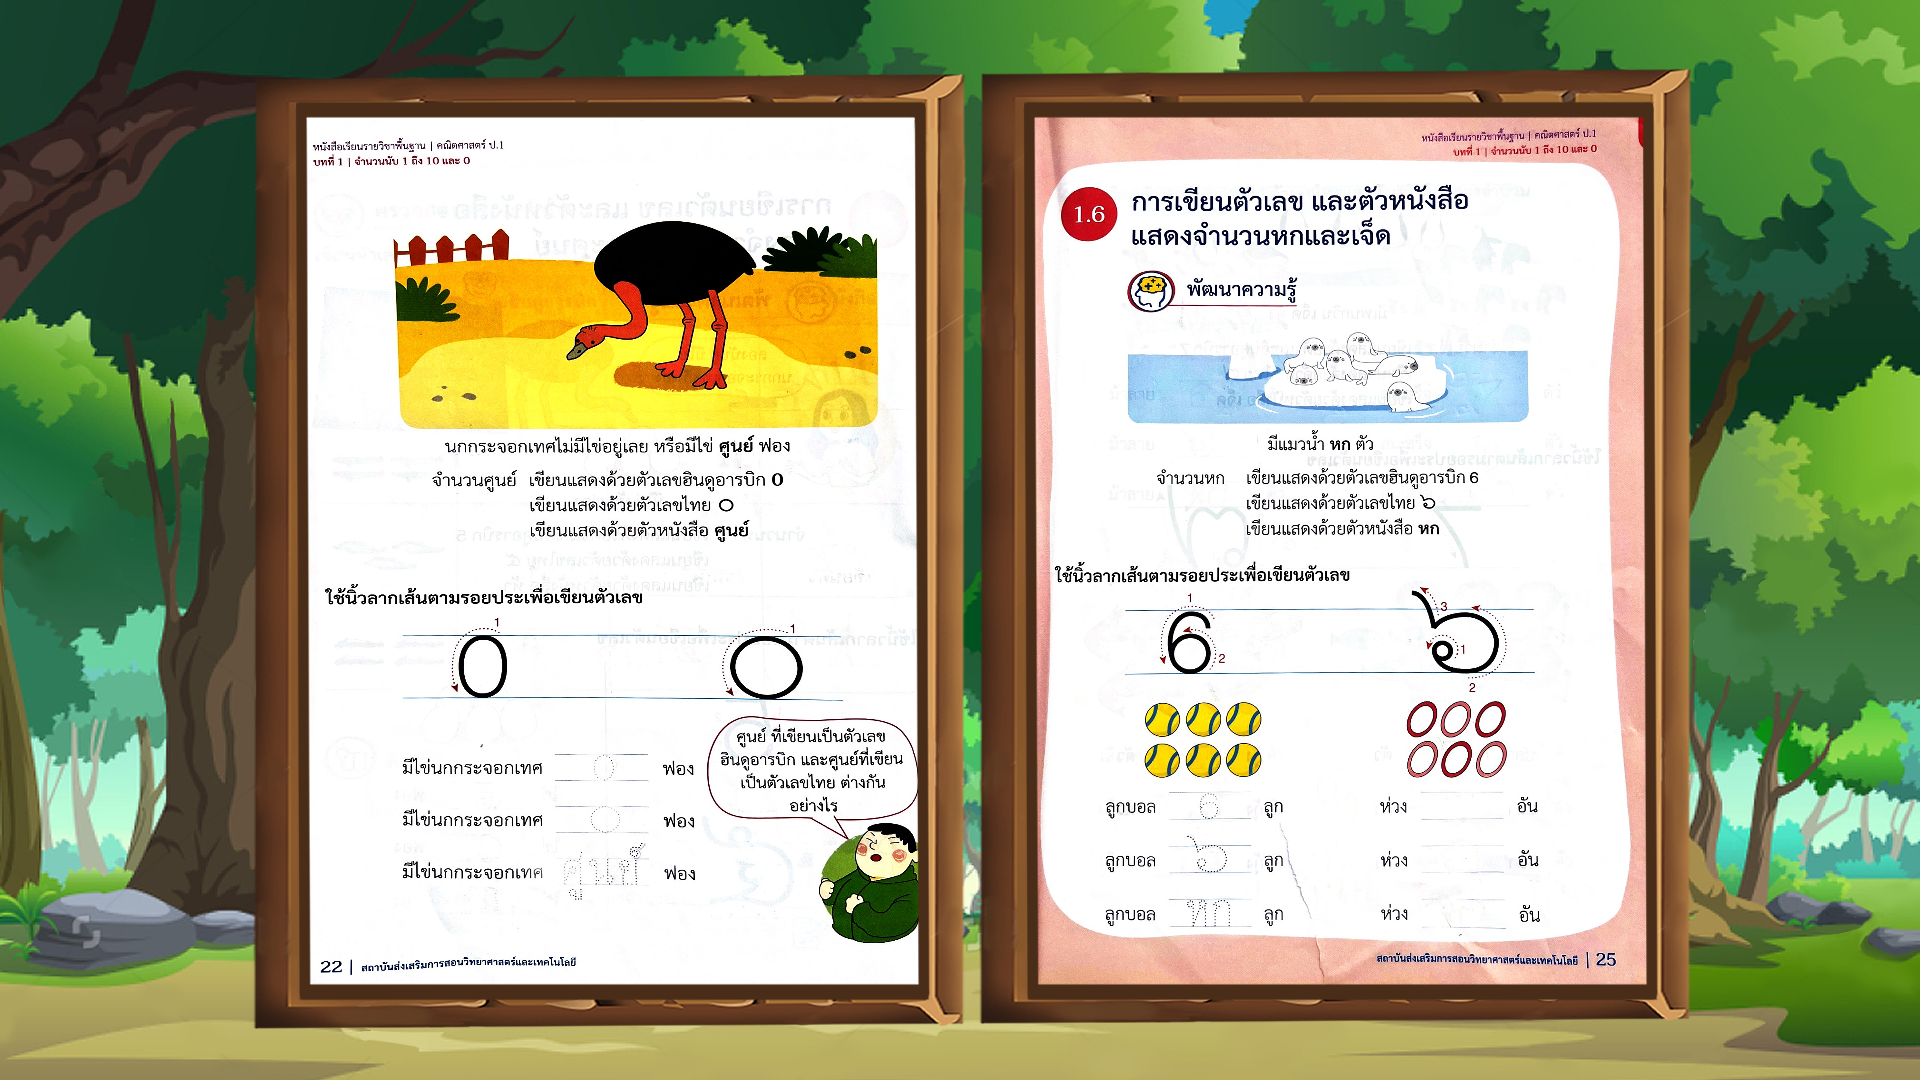 หนังสือเรียนรายวิชาพื้นฐาน | คณิตศาสตร์ ป.1
บทที่ 1 | จำนวนนับ 1 ถึง 10 และ 0
นกกระจอกเทศไม่มีไข่อยู่เลย หรือมีไข่ ศูนย์ ฟอง
จำนวนศูนย์ เขียนแสดงด้วยตัวเลขฮินดูอารบิก 0
เขียนแสดงด้วยตัวเลขไทย ๐
เขียนแสดงด้วยตัวหนังสือ ศูนย์
ใช้นิ้วลากเส้นตามรอยประเพื่อเขียนตัวเลข
1 1
0 ๐
มีไข่นกกระจอกเทศ 0 ฟอง
มีไข่นกกระจอกเทศ ๐ ฟอง
มีไข่นกกระจอกเทศ ศูนย์ ฟอง
ศูนย์ ที่เขียนเป็นตัวเลข
ฮินดูอารบิก และศูนย์ที่เขียน
เป็นตัวเลขไทย ต่างกัน
อย่างไร
22 | สถาบันส่งเสริมการสอนวิทยาศาสตร์และเทคโนโลยี
หนังสือเรียนรายวิชาพื้นฐาน | คณิตศาสตร์ ป.1
บทที่ 1 | จำนวนนับ 1 ถึง 10 และ 0
1.6 การเขียนตัวเลข และตัวหนังสือ
แสดงจำนวนหกและเจ็ด
พัฒนาความรู้
มีแมวน้ำ หก ตัว
จำนวนหก เขียนแสดงด้วยตัวเลขฮินดูอารบิก 6
เขียนแสดงด้วยตัวเลขไทย ๖
เขียนแสดงด้วยตัวหนังสือ หก
ใช้นิ้วลากเส้นตามรอยประเพื่อเขียนตัวเลข
1 3
6 2 ๖ 1
2
ลูกบอล 6 ลูก ห่วง อัน
ลูกบอล ๖ ลูก ห่วง อัน
ลูกบอล หก ลูก ห่วง อัน
สถาบันส่งเสริมการสอนวิทยาศาสตร์และเทคโนโลยี | 25